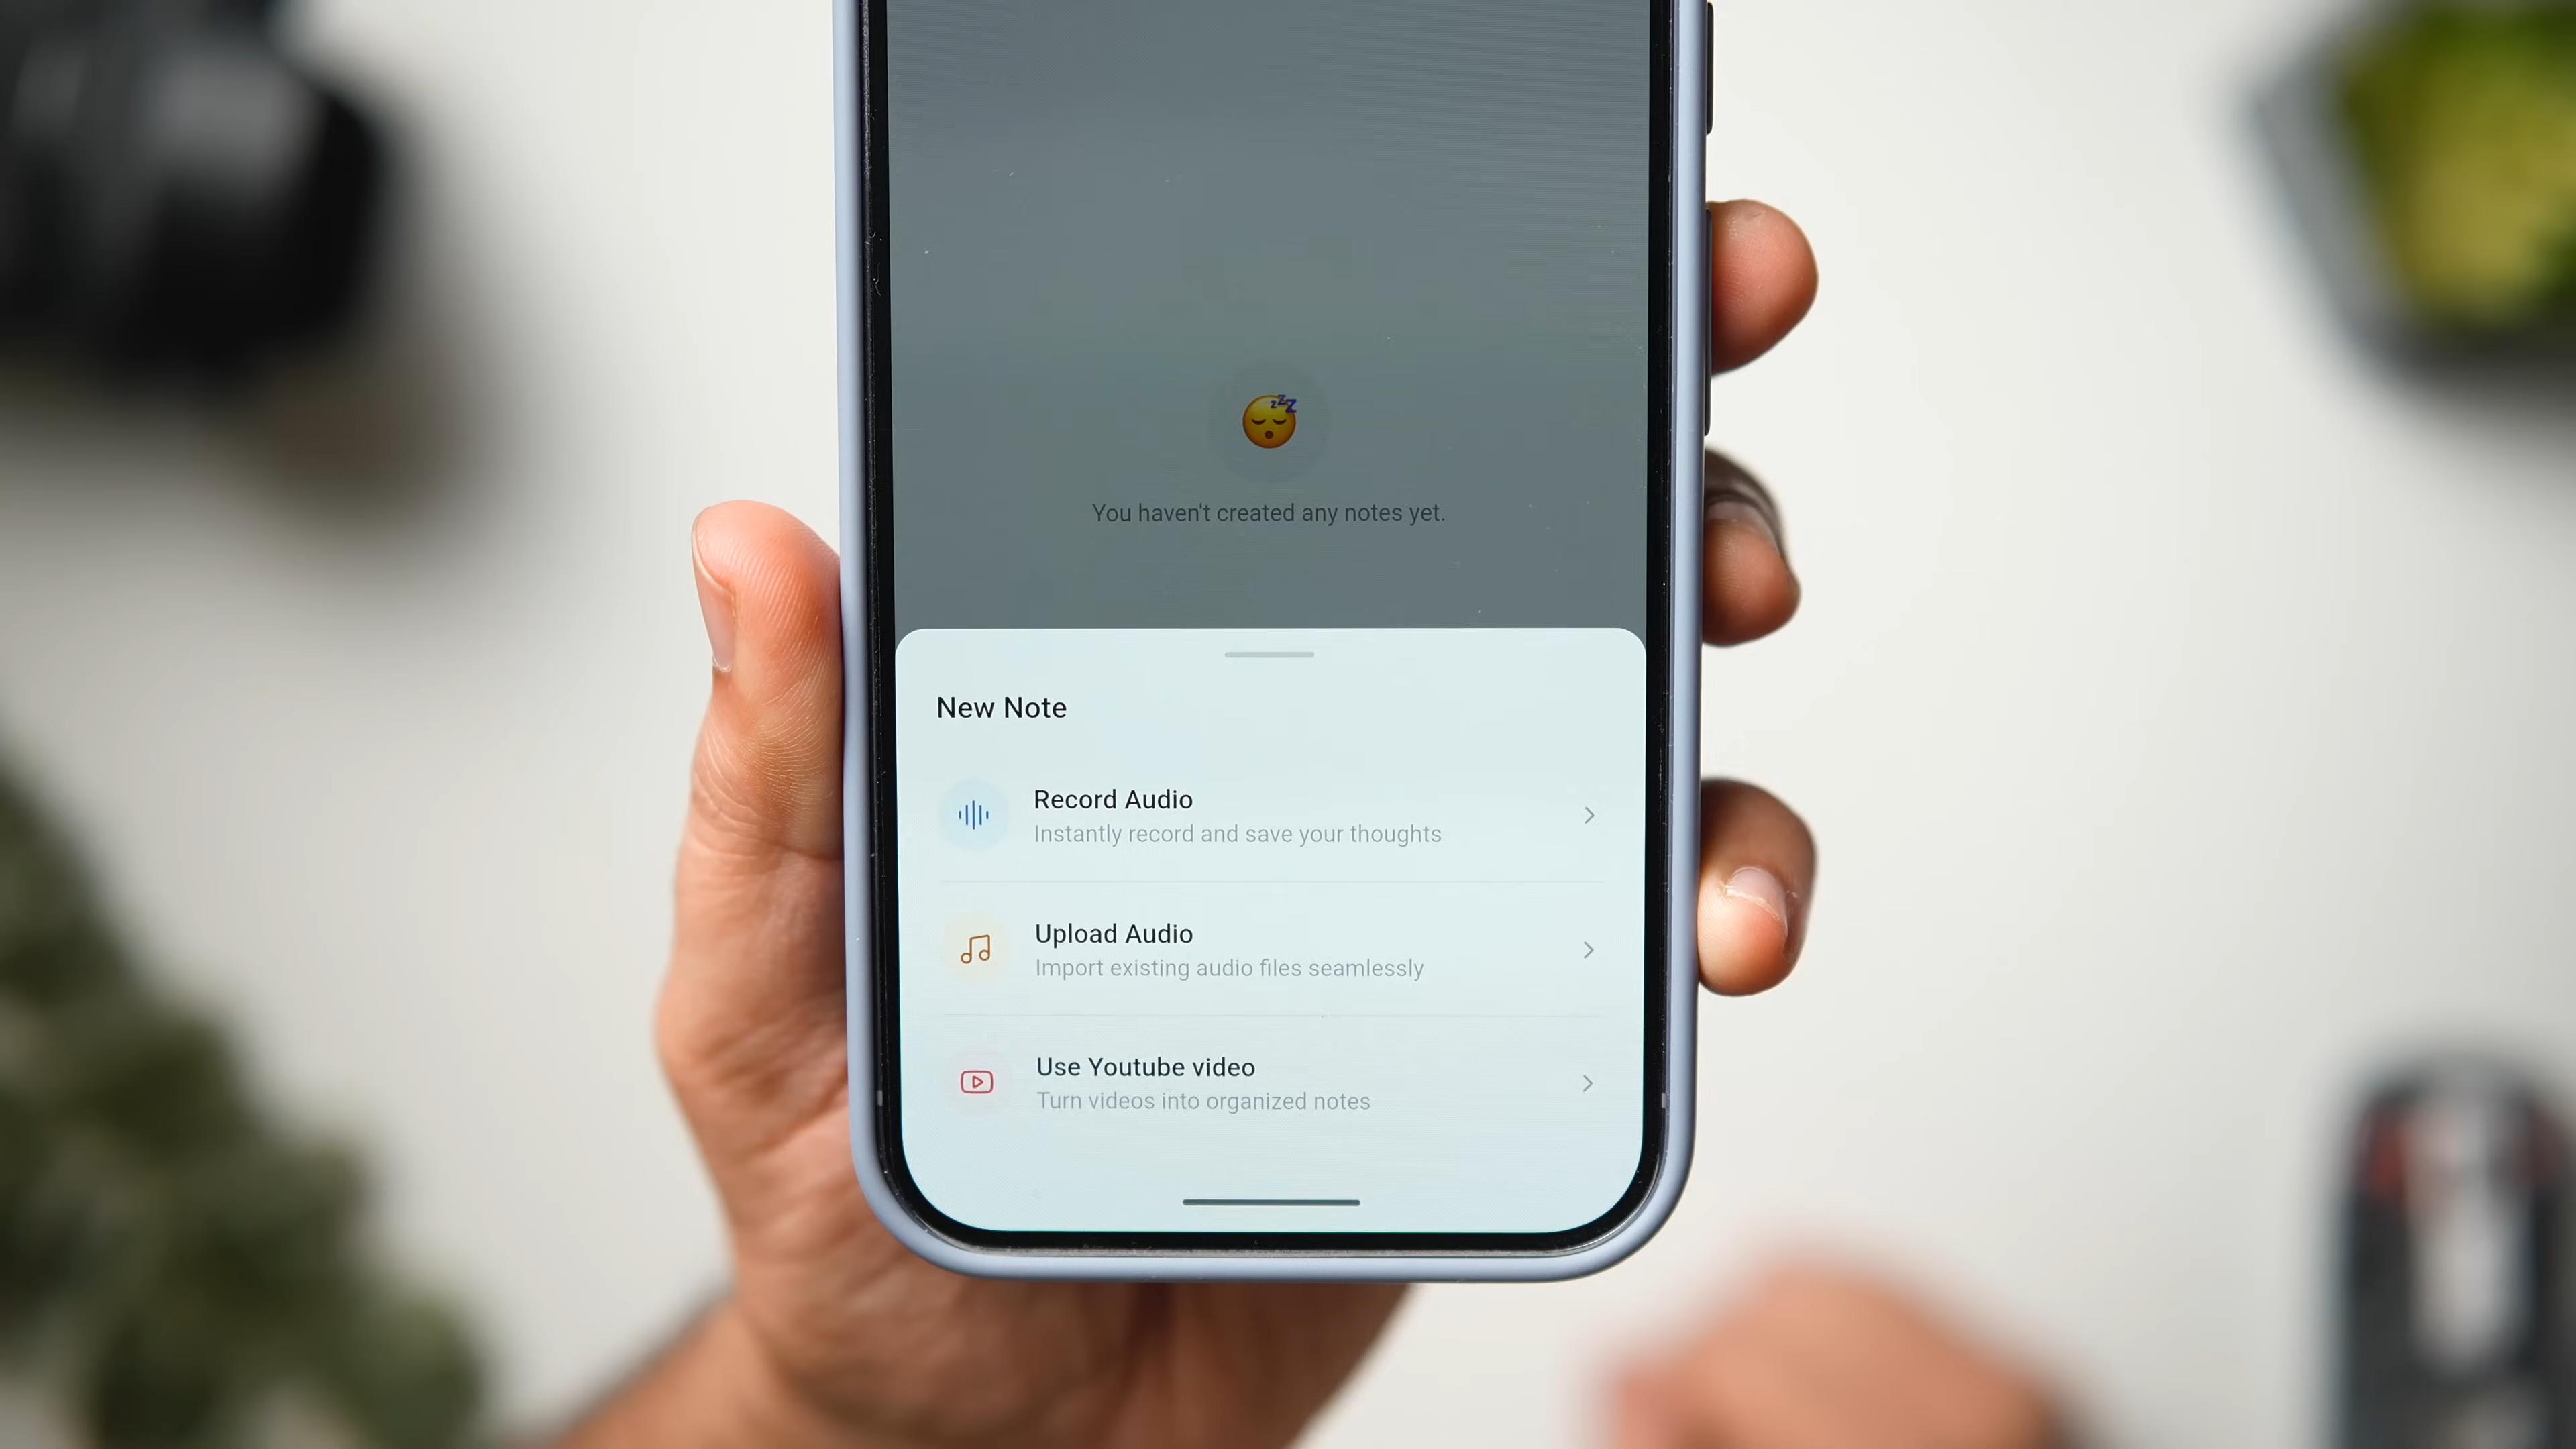 You haven't created any notes yet.
New Note
Record Audio
Instantly record and save your thoughts
Upload Audio
Import existing audio files seamlessly
Use Youtube video
Turn videos into organized notes